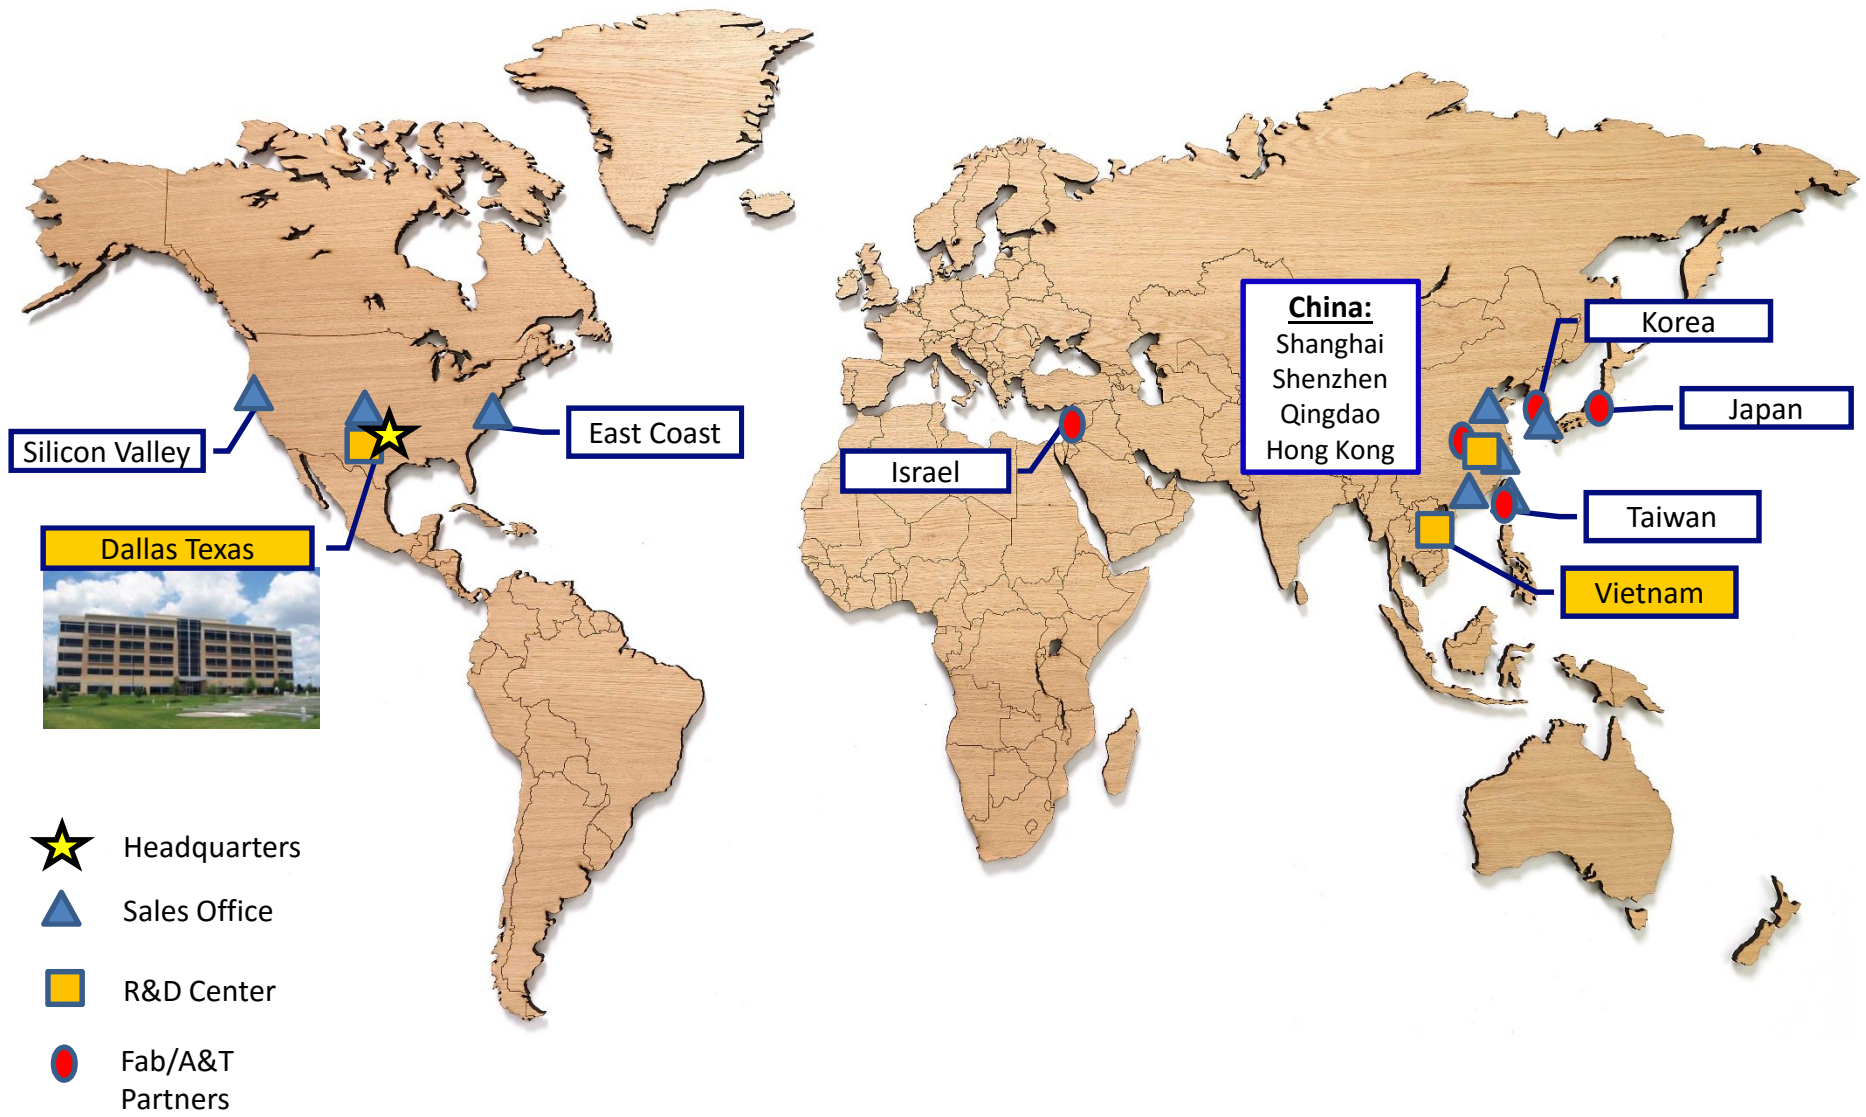 China:
Shanghai
Shenzhen
Qingdao
Hong Kong
Korea
Japan
Silicon Valley
East Coast
Israel
Taiwan
Dallas Texas
Vietnam
Headquarters
Sales Office
R&D Center
Fab/A&T
Partners